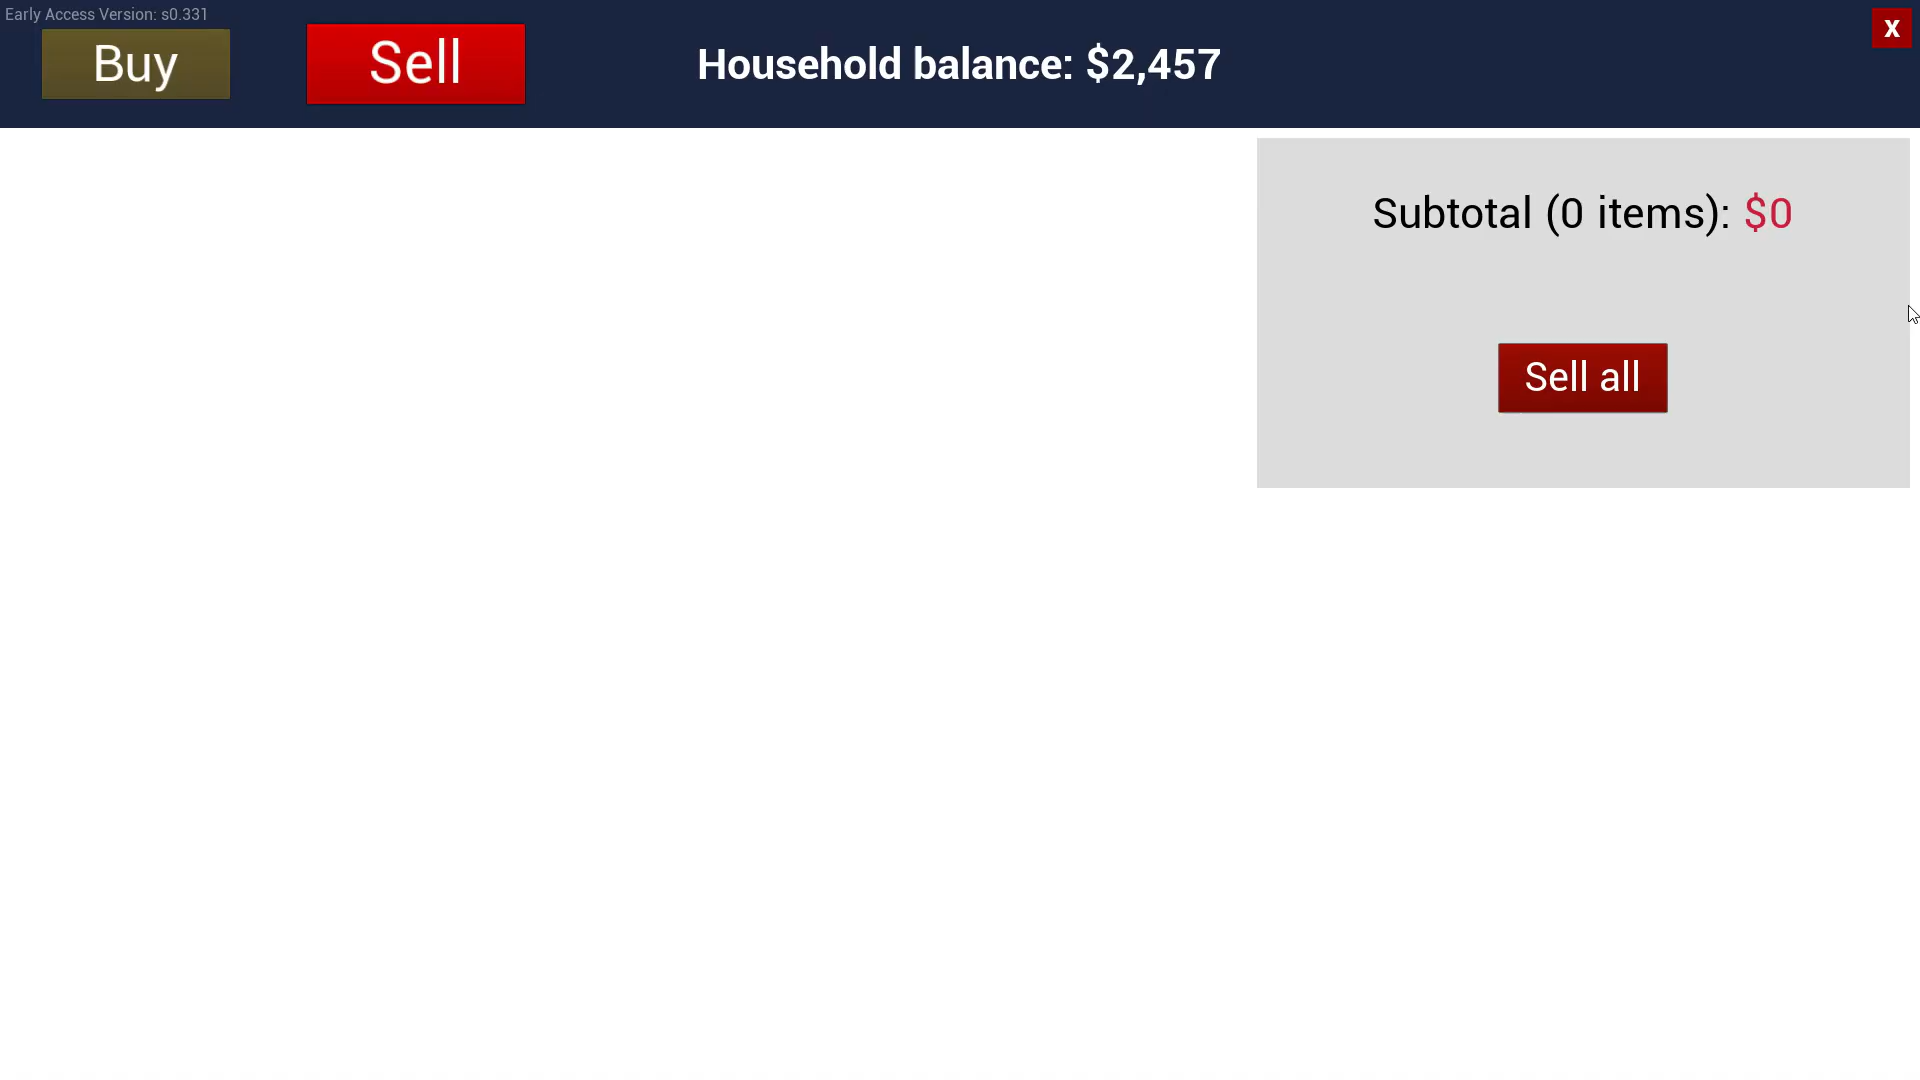 Early Access Version: s0.331
Buy
Sell
Household balance: $2,457
X
Subtotal (0 items): $0
Sell all